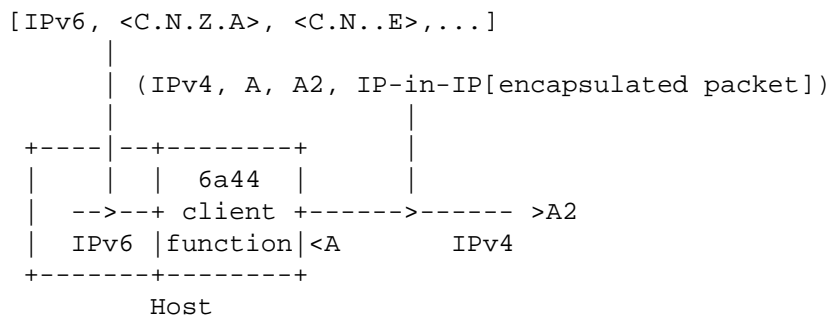 [IPv6, <C.N.Z.A>, <C.N..E>,...]
(IPv4, A, A2, IP-in-IP[encapsulated packet])
6a44
-->--+ client +------>------ >A2
IPv6 |function|<A IPv4
Host